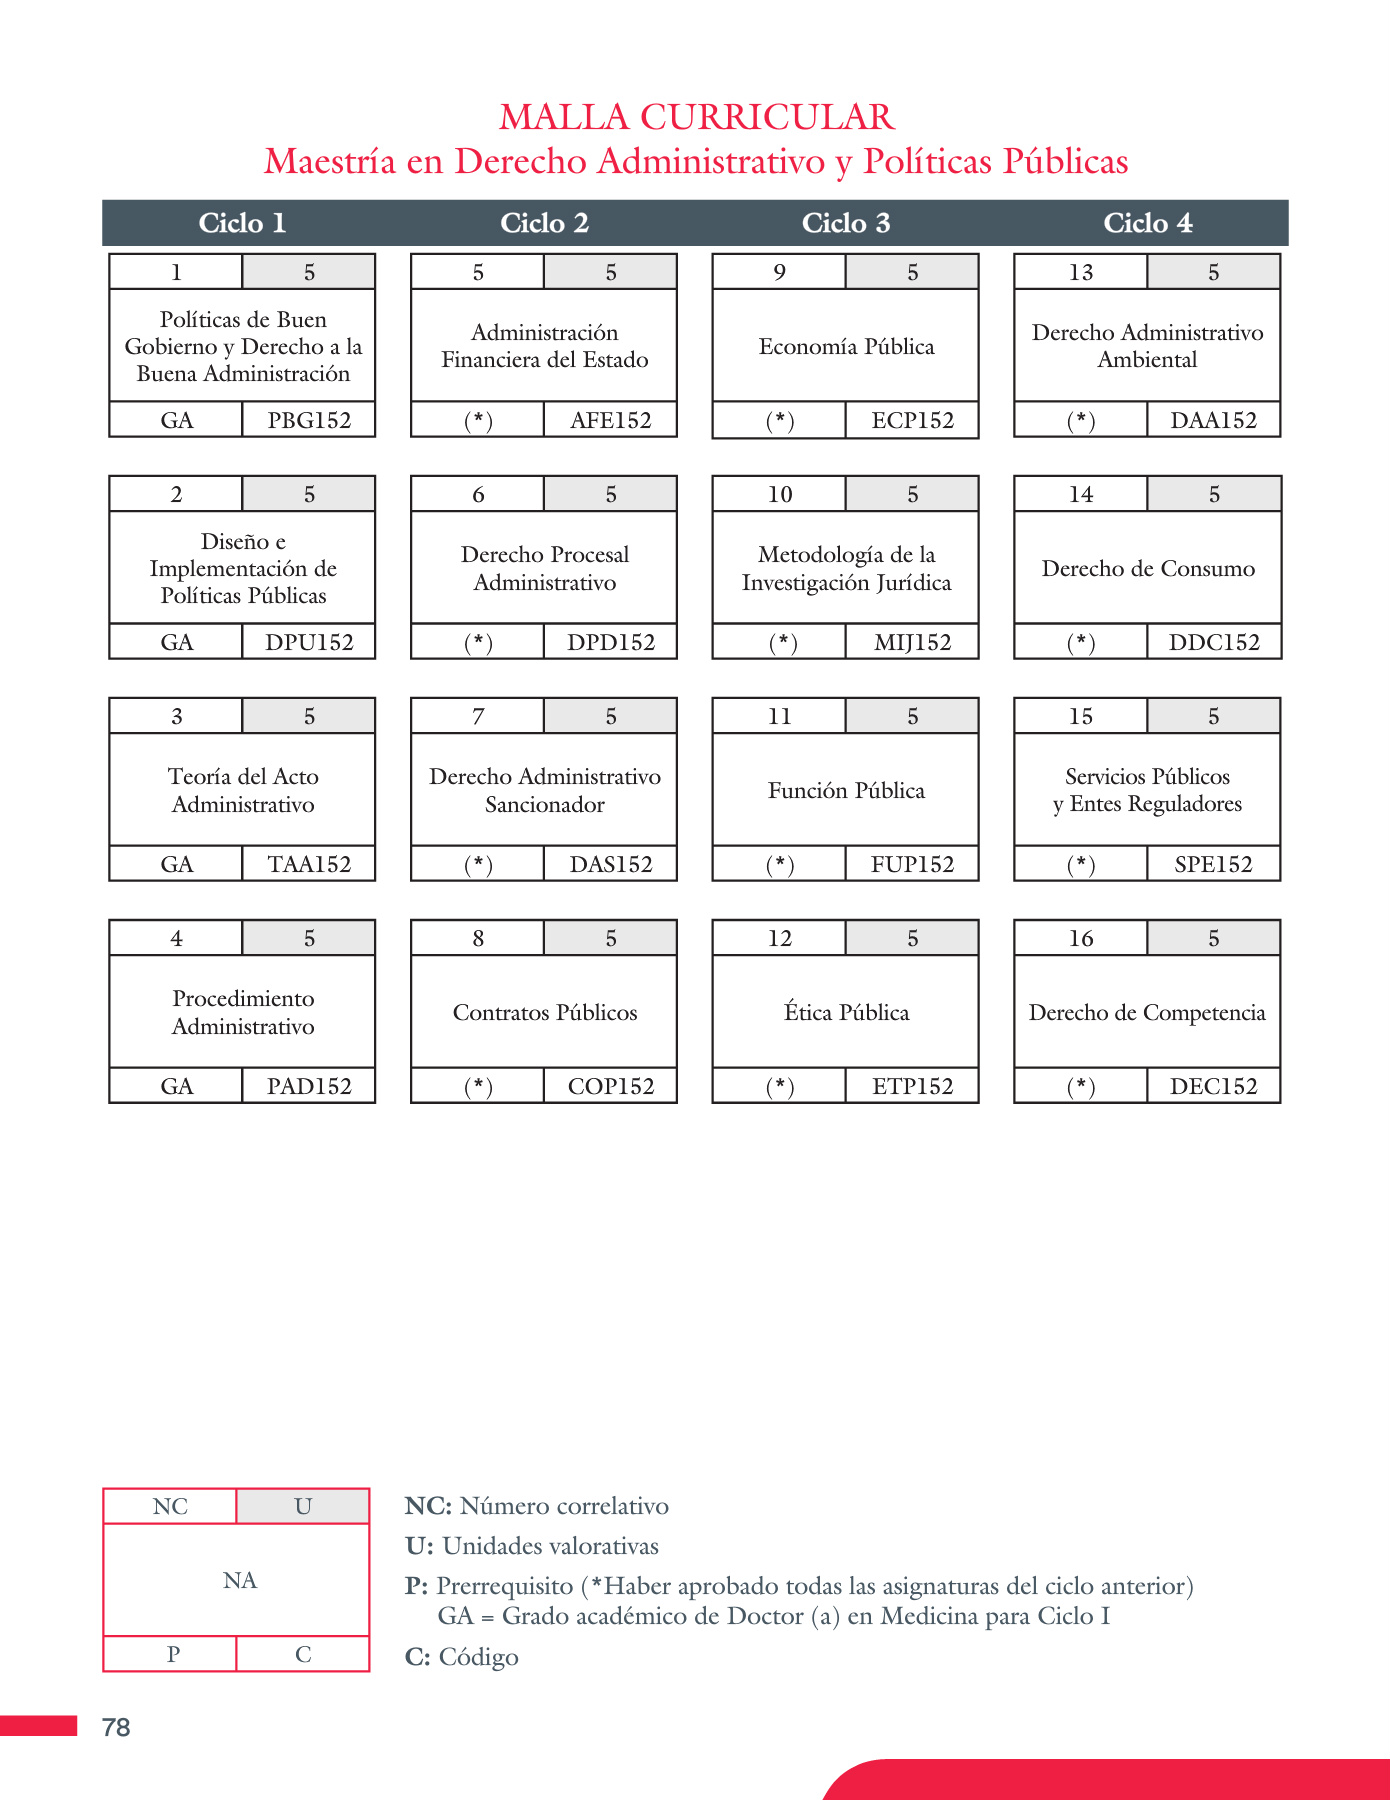 MALLA CURRICULAR
Maestría en Derecho Administrativo y Políticas Públicas
Ciclo 1 Ciclo 2 Ciclo 3 Ciclo 4
1 5 5 5 9 5 13 5
Políticas de Buen
Gobierno y Derecho a la
Buena Administración
Administración
Financiera del Estado
Economía Pública
Derecho Administrativo
Ambiental
GA PBG152 (*) AFE152 (*) ECP152 (*) DAA152
2 5 6 5 10 5 14 5
Diseño e
Implementación de
Políticas Públicas
Derecho Procesal
Administrativo
Metodología de la
Investigación Jurídica
Derecho de Consumo
GA DPU152 (*) DPD152 (*) MIJ152 (*) DDC152
3 5 7 5 11 5 15 5
Teoría del Acto
Administrativo
Derecho Administrativo
Sancionador
Función Pública
Servicios Públicos
y Entes Reguladores
GA TAA152 (*) DAS152 (*) FUP152 (*) SPE152
4 5 8 5 12 5 16 5
Procedimiento
Administrativo
Contratos Públicos
Ética Pública
Derecho de Competencia
GA PAD152 (*) COP152 (*) ETP152 (*) DEC152
NC U
NA
P C
NC: Número correlativo
U: Unidades valorativas
P: Prerrequisito (*Haber aprobado todas las asignaturas del ciclo anterior)
GA = Grado académico de Doctor (a) en Medicina para Ciclo I
C: Código
78